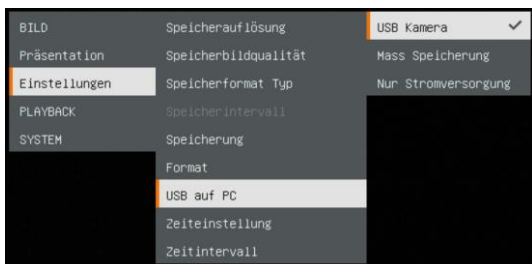 BILD
Präsentation
Einstellungen
PLAYBACK
SYSTEM
Speicherauflösung
Speicherbildqualität
Speicherformat Typ
Speicherintervall
Speicherung
Format
USB auf PC
Zeiteinstellung
Zeitintervall
USB Kamera
Mass Speicherung
Nur Stromversorgung